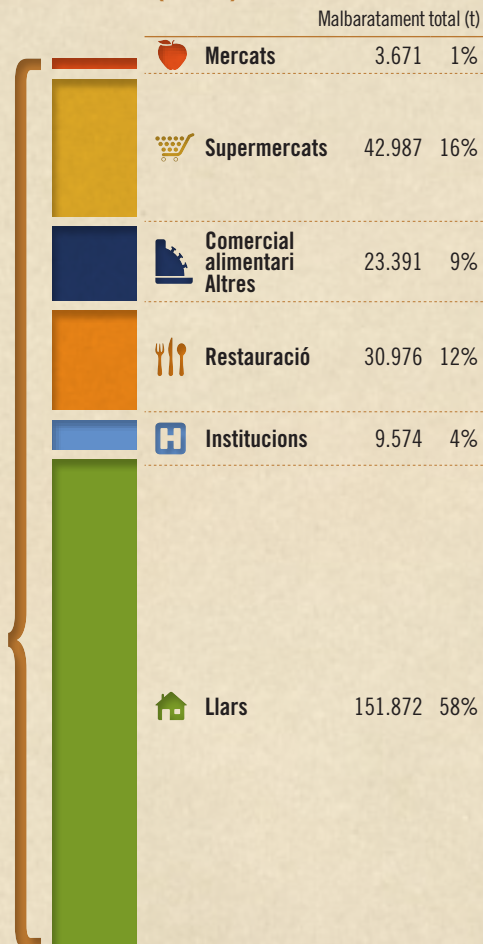 Malbaratament total (t)
Mercats 3.671 1%
Supermercats 42.987 16%
Comercial
alimentari 23.391 9%
Altres
Restauració 30.976 12%
H Institucions 9.574 4%
Llars 151.872 58%